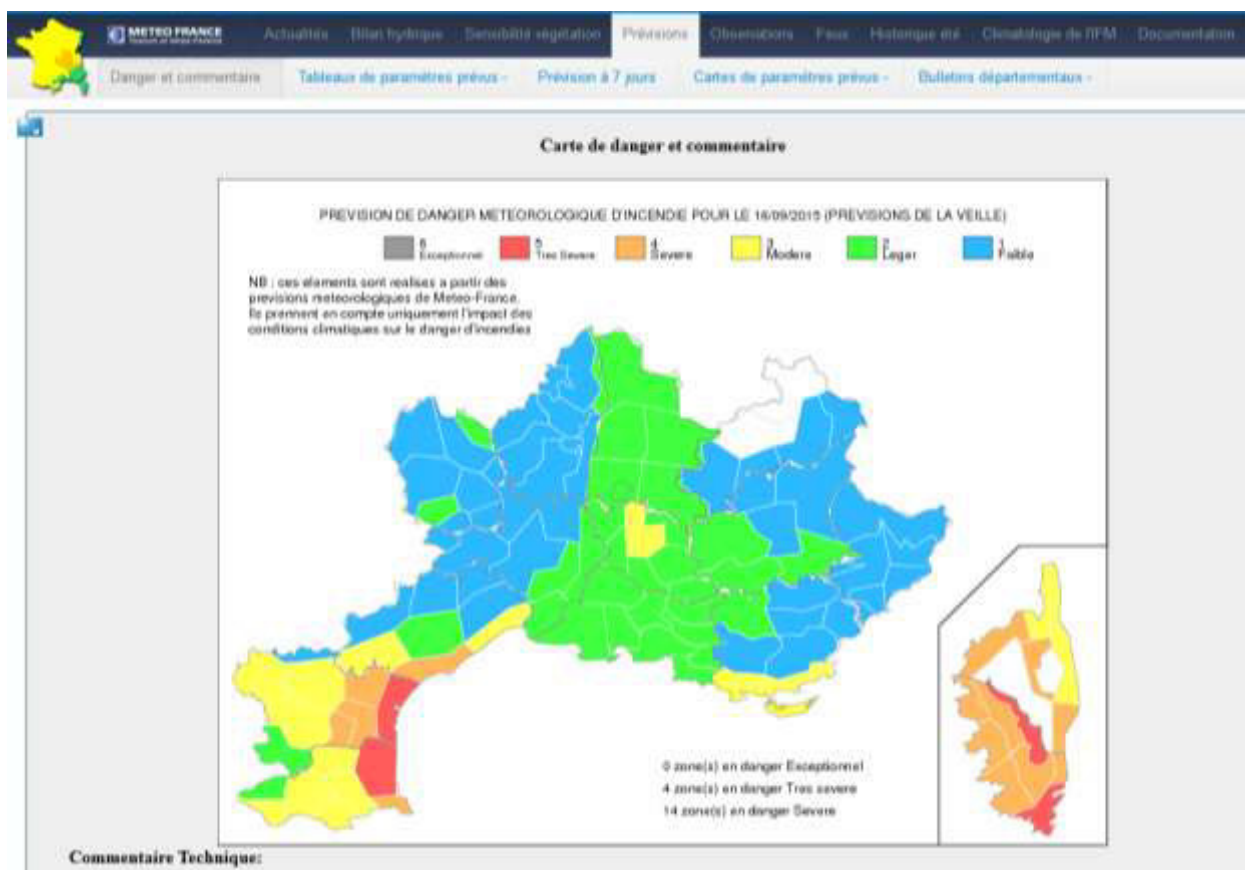 METEO FRANCE
Actualités Bilan hydrique Sensibilité végétation Prévisions Observations Feux Historique été Climatologie de l'IFM Documentation
Danger et commentaire Tableaux de paramètres prévus Prévision à 7 jours Cartes de paramètres prévus Bulletins départementaux
Carte de danger et commentaire
PREVISION DE DANGER METEOROLOGIQUE D'INCENDIE POUR LE 16/09/2015 (PREVISIONS DE LA VEILLE)
6 5 4 3 2 1
Exceptionnel Tres Severe Severe Modere Leger Faible
NB : ces elements sont realises a partir des
previsions meteorologiques de Meteo-France.
Ils prennent en compte uniquement l'impact des
conditions climatiques sur le danger d'incendies
0 zone(s) en danger Exceptionnel
4 zone(s) en danger Tres severe
14 zone(s) en danger Severe
Commentaire Technique: